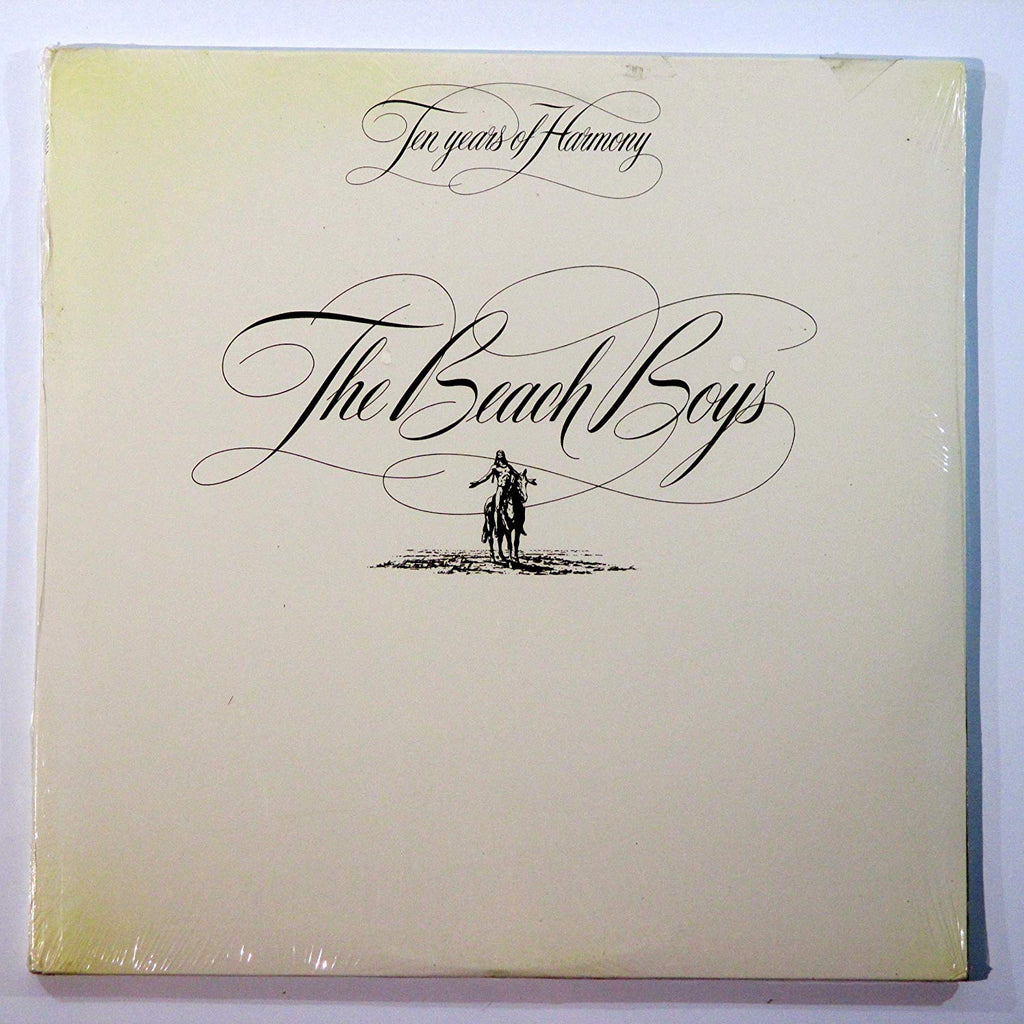 Ten years of Harmony
The Beach Boys